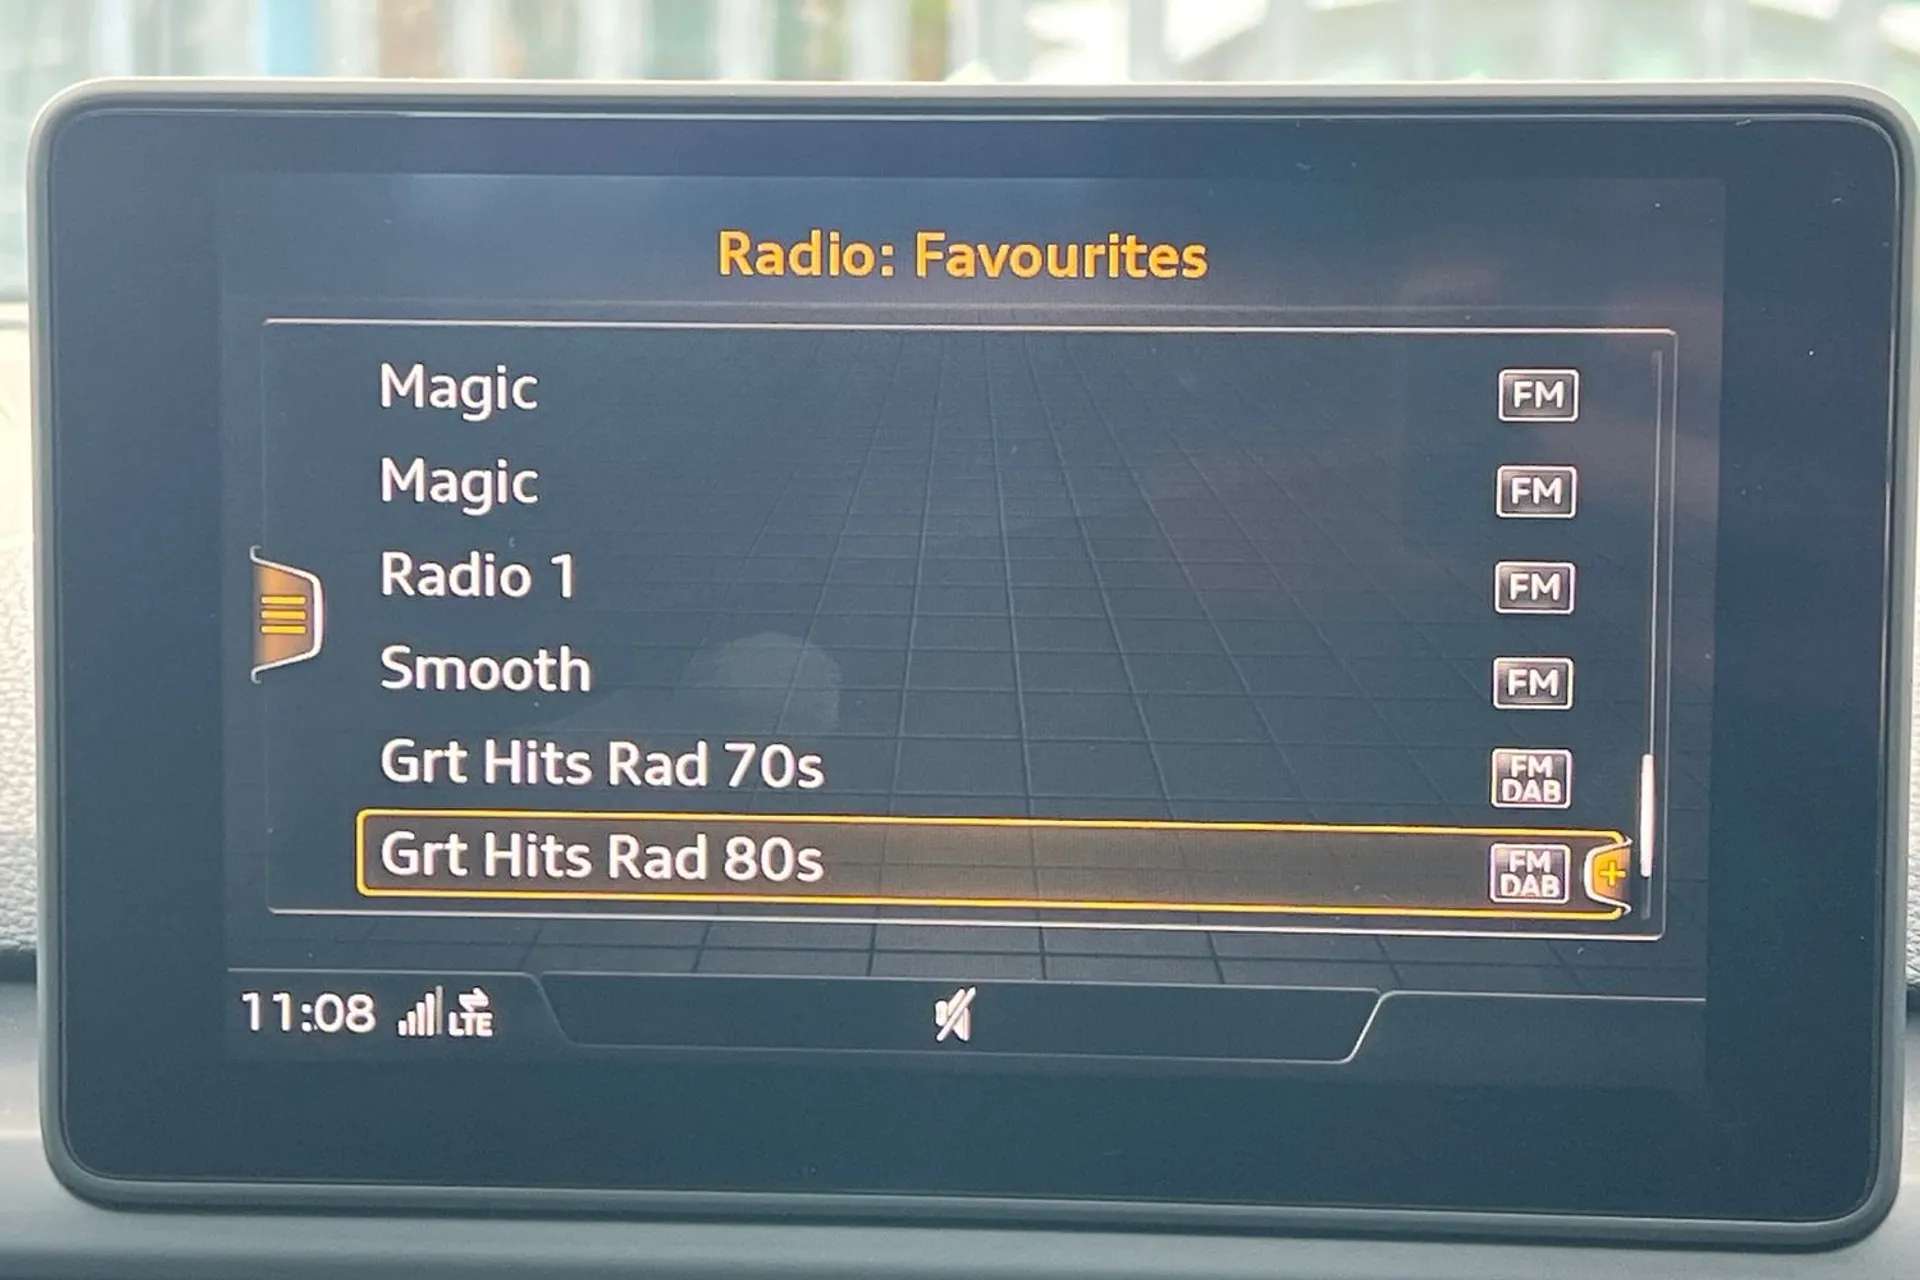 Radio: Favourites
Magic FM
Magic FM
Radio 1 FM
Smooth FM
Grt Hits Rad 70s FM DAB
Grt Hits Rad 80s FM DAB +
11:08 LTE